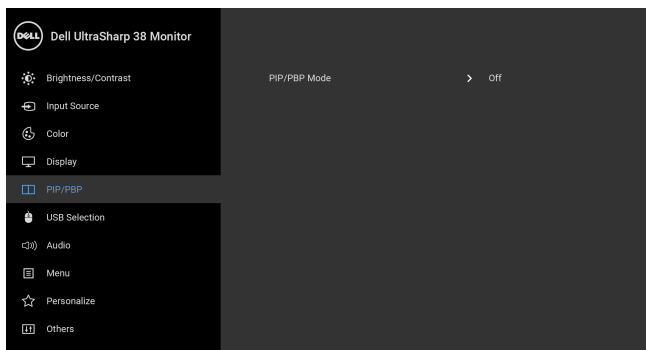 DELL Dell UltraSharp 38 Monitor
Brightness/Contrast
PIP/PBP Mode Off
Input Source
Color
Display
PIP/PBP
USB Selection
Audio
Menu
Personalize
Others